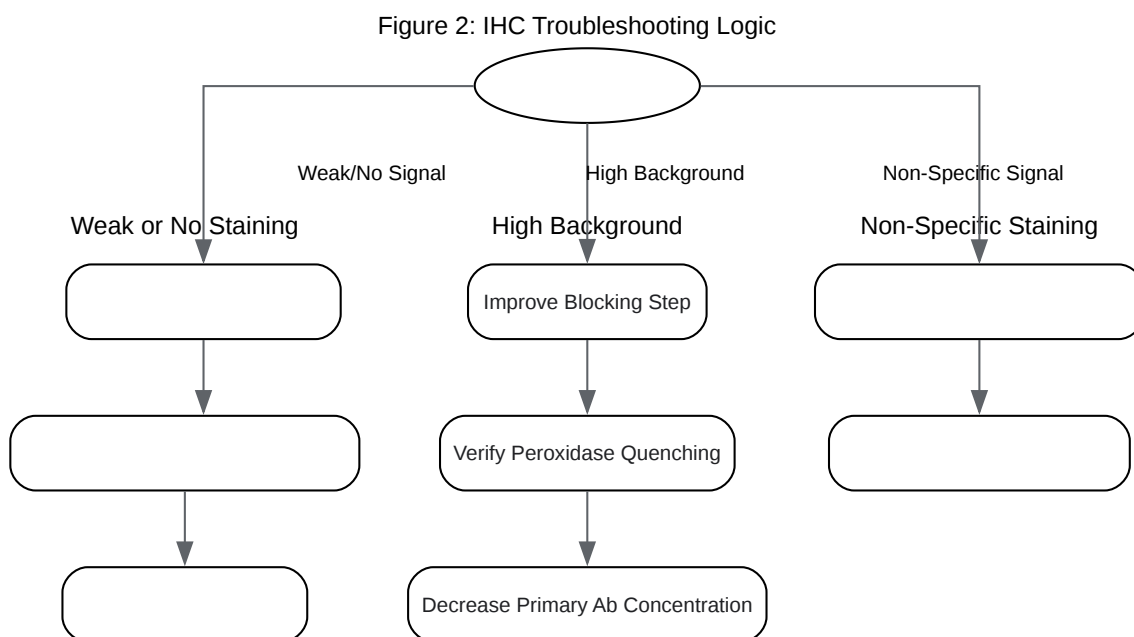 Figure 2: IHC Troubleshooting Logic
Weak/No Signal
High Background
Non-Specific Signal
Weak or No Staining
High Background
Non-Specific Staining
Improve Blocking Step
Verify Peroxidase Quenching
Decrease Primary Ab Concentration